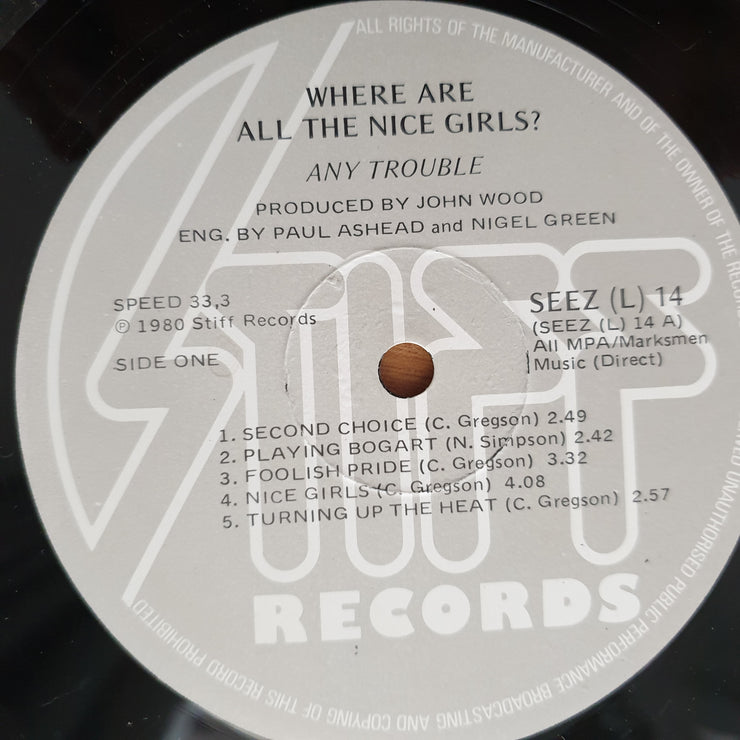 ALL RIGHTS OF THE MANUFACTURER AND OF THE OWNER OF THE RECORDED UNAUTHORISED PUBLIC PERFORMANCE BROADCASTING AND COPYING OF THIS RECORD PROHIBITED
WHERE ARE
ALL THE NICE GIRLS?
ANY TROUBLE
PRODUCED BY JOHN WOOD
ENG. BY PAUL ASHEAD and NIGEL GREEN
SPEED 33,3
℗ 1980 Stiff Records
SIDE ONE
SEEZ (L) 14
(SEEZ (L) 14 A)
All MPA/Marksmen
Music (Direct)
1. SECOND CHOICE (C. Gregson) 2.49
2. PLAYING BOGART (N. Simpson) 2.42
3. FOOLISH PRIDE (C. Gregson) 3.32
4. NICE GIRLS (C. Gregson) 4.08
5. TURNING UP THE HEAT (C. Gregson) 2.57
STIFF
RECORDS